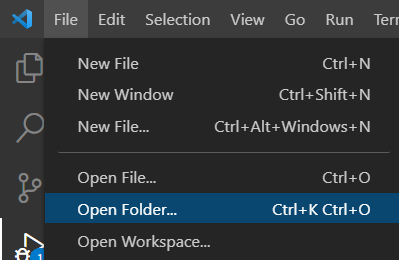 File Edit Selection View Go Run
New File Ctrl+N
New Window Ctrl+Shift+N
New File... Ctrl+Alt+Windows+N
Open File... Ctrl+O
Open Folder... Ctrl+K Ctrl+O
Open Workspace...
1